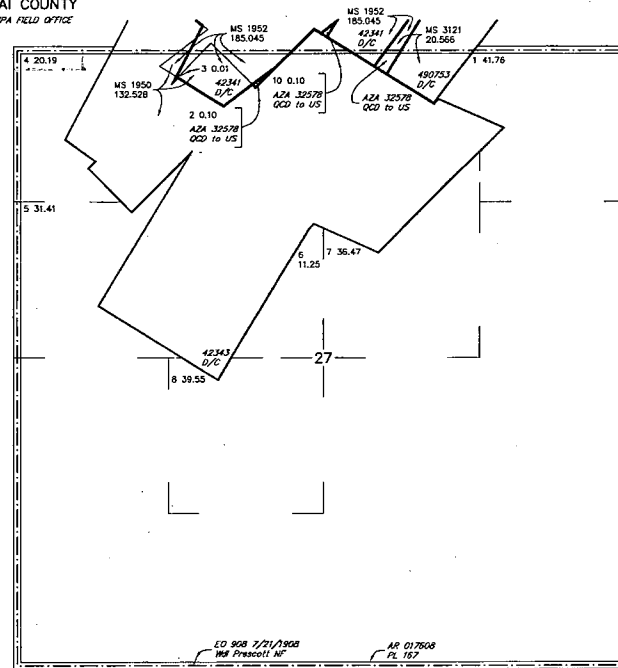 AI COUNTY
PA FIELD OFFICE
MS 1952
185.045
MS 1952
185.045
42341
D/C
MS 3121
20.566
4 20.19
3 0.01
1 41.76
MS 1950
132.528
42341
D/C
10 0.10
AZA 32578
QCD to US
AZA 32578
QCD to US
490753
D/C
2 0.10
AZA 32578
QCD to US
5 31.41
6
11.25
7 36.47
42343
D/C
27
8 39.55
EO 908 7/21/1908
Wdl Prescott NF
AR 017608
PL 167